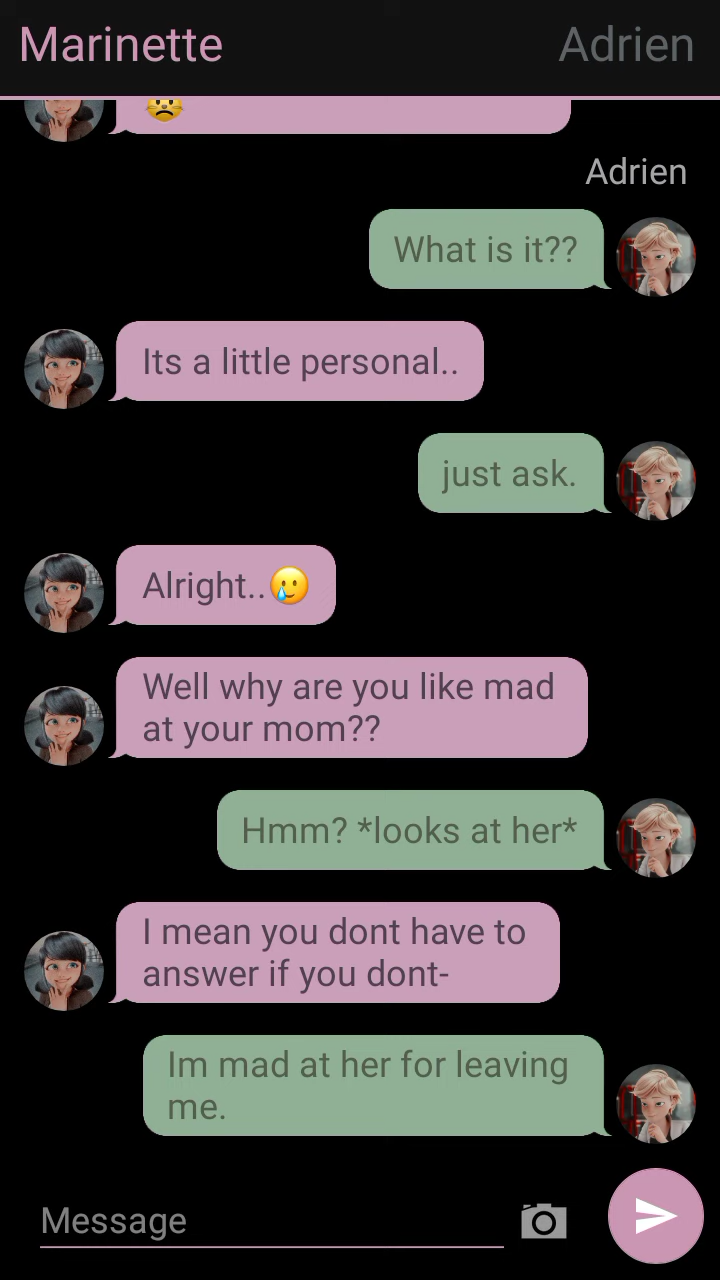 Marinette
Adrien
😿
Adrien
What is it??
Its a little personal..
just ask.
Alright..🥲
Well why are you like mad
at your mom??
Hmm? *looks at her*
I mean you dont have to
answer if you dont-
Im mad at her for leaving
me.
Message